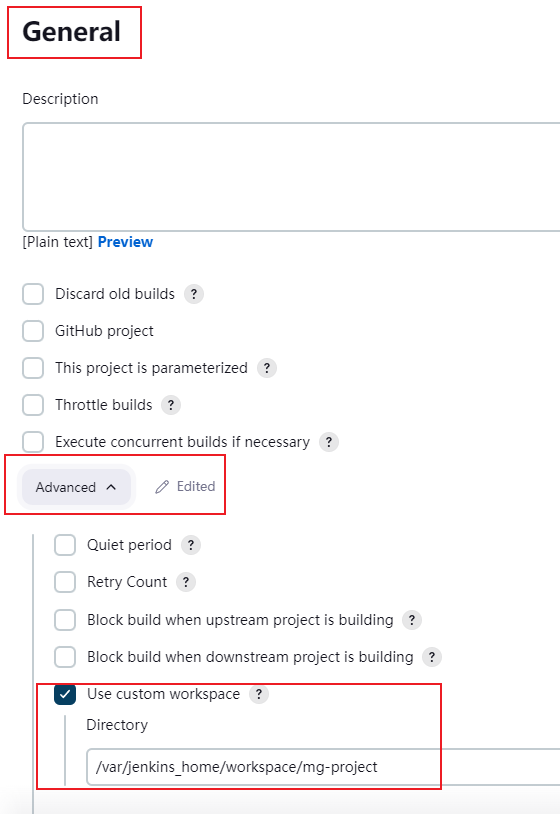 General
Description
[Plain text] Preview
Discard old builds ?
GitHub project
This project is parameterized ?
Throttle builds ?
Execute concurrent builds if necessary ?
Advanced Edited
Quiet period ?
Retry Count ?
Block build when upstream project is building ?
Block build when downstream project is building ?
Use custom workspace ?
Directory
/var/jenkins_home/workspace/mg-project